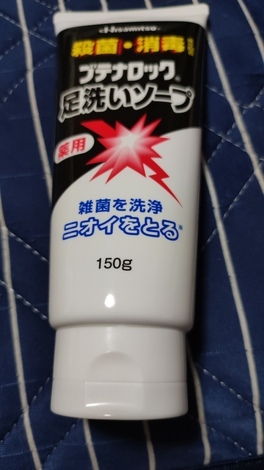 Hisamitsu
殺菌・消毒
ブテナロック®
足洗いソープ
薬用
雑菌を洗浄
ニオイをとる*
150g